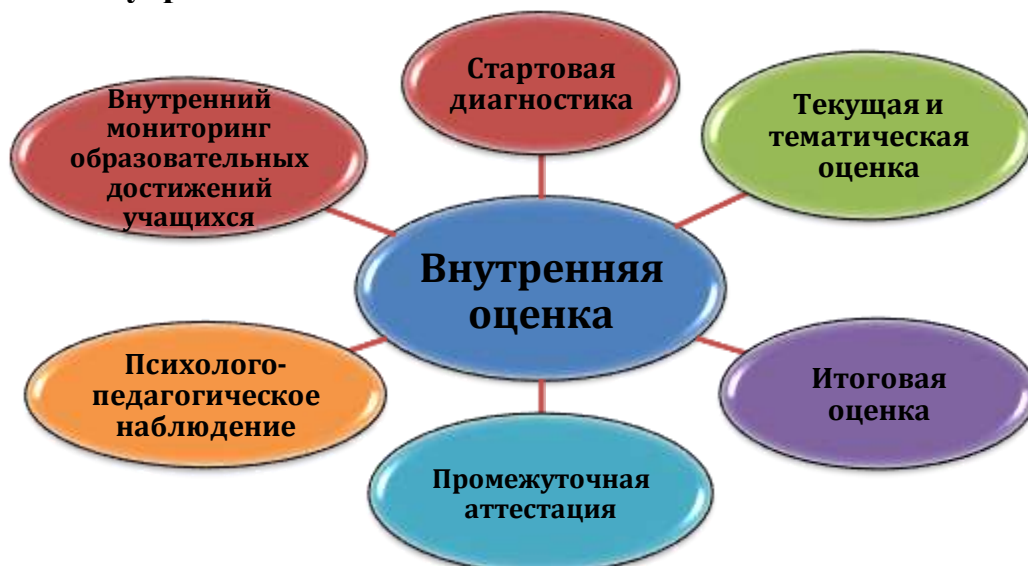 Стартовая
диагностика
Внутренний
мониторинг
образовательных
достижений
учащихся
Текущая и
тематическая
оценка
Внутренняя
оценка
Психолого-
педагогическое
наблюдение
Итоговая
оценка
Промежуточная
аттестация